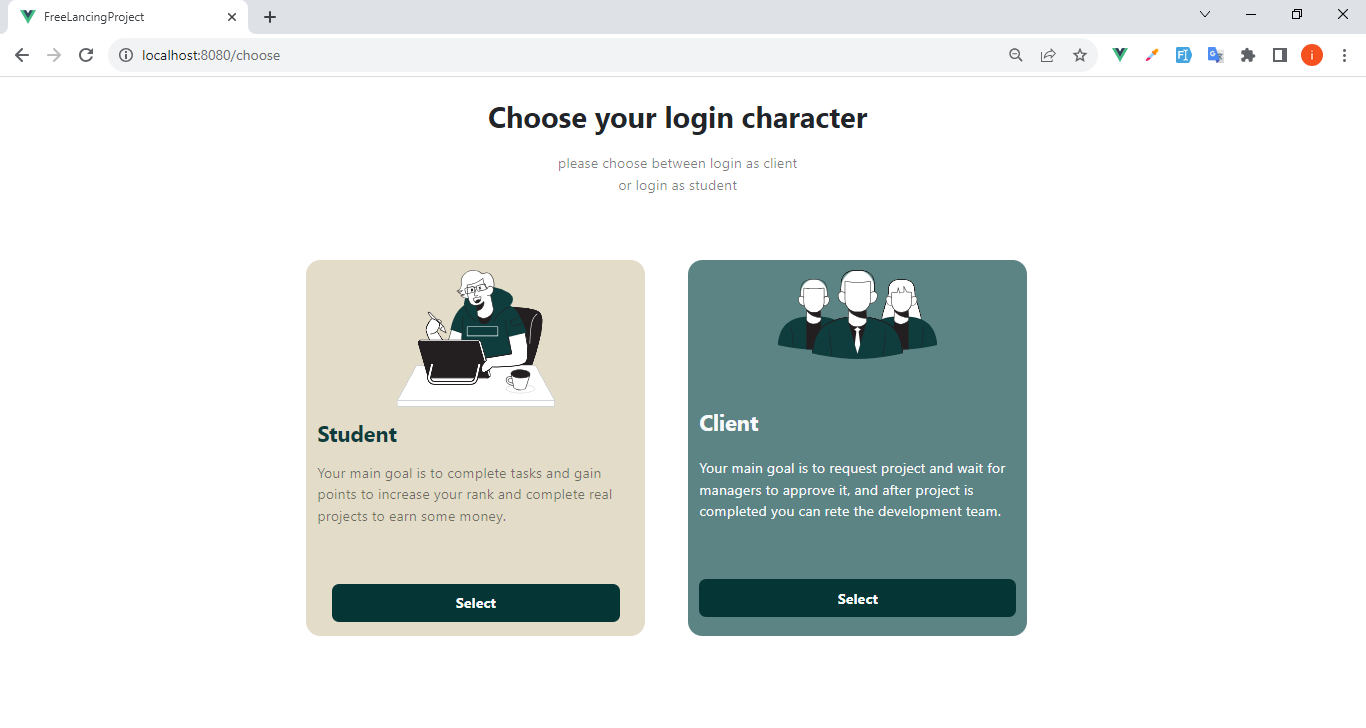 FreeLancingProject
localhost:8080/choose
Choose your login character
please choose between login as client
or login as student
Student
Your main goal is to complete tasks and gain
points to increase your rank and complete real
projects to earn some money.
Select
Client
Your main goal is to request project and wait for
managers to approve it, and after project is
completed you can rete the development team.
Select